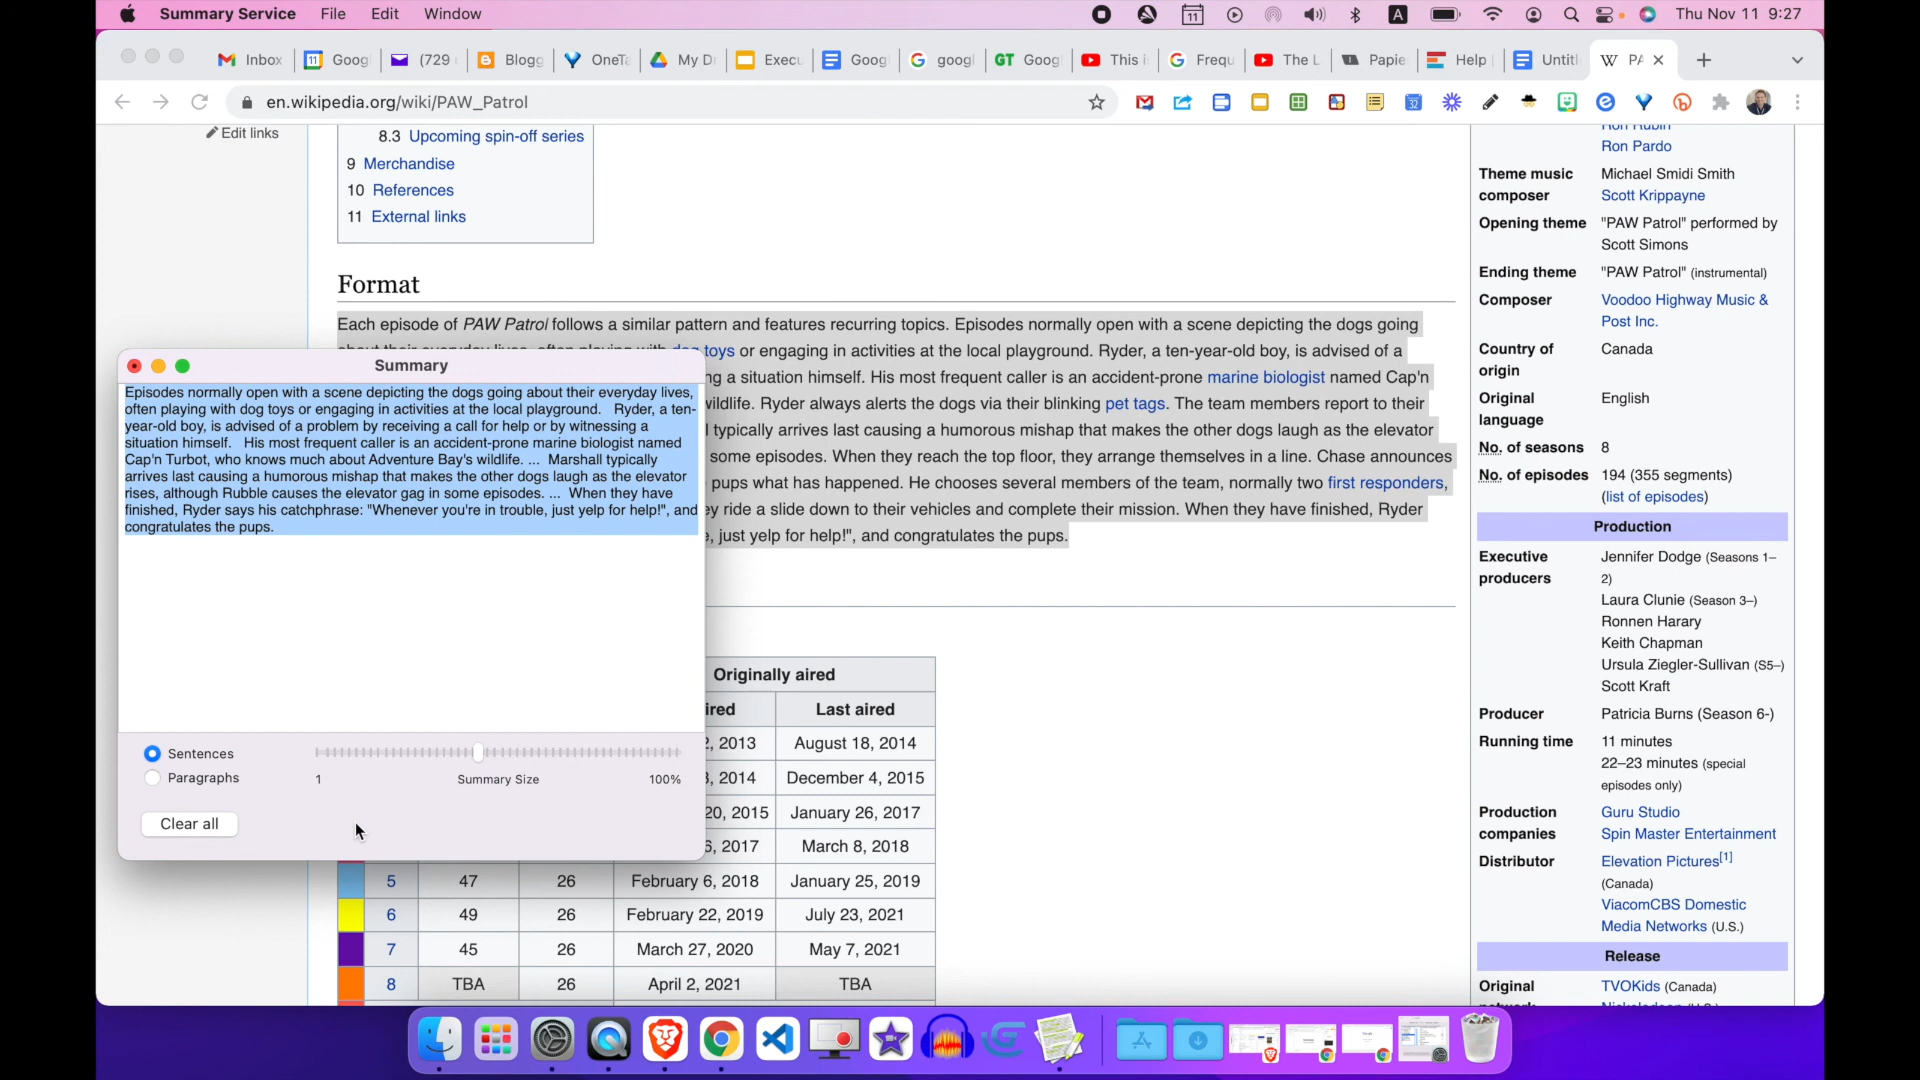 Summary Service File Edit Window A Thu Nov 11 9:27
Inbox Goog (729 Blogg OneTa My Dr Execu Goog googl GT Goog This i Frequ The L Papie Help Untitl W PA
en.wikipedia.org/wiki/PAW_Patrol
Edit links
8.3 Upcoming spin-off series
9 Merchandise
10 References
11 External links
Format
Each episode of PAW Patrol follows a similar pattern and features recurring topics. Episodes normally open with a scene depicting the dogs going
about their everyday lives, often playing with dog toys or engaging in activities at the local playground. Ryder, a ten-year-old boy, is advised of a
ng a situation himself. His most frequent caller is an accident-prone marine biologist named Cap'n
wildlife. Ryder always alerts the dogs via their blinking pet tags. The team members report to their
l typically arrives last causing a humorous mishap that makes the other dogs laugh as the elevator
some episodes. When they reach the top floor, they arrange themselves in a line. Chase announces
pups what has happened. He chooses several members of the team, normally two first responders,
ey ride a slide down to their vehicles and complete their mission. When they have finished, Ryder
e, just yelp for help!", and congratulates the pups.
Summary
Episodes normally open with a scene depicting the dogs going about their everyday lives,
often playing with dog toys or engaging in activities at the local playground. Ryder, a ten-
year-old boy, is advised of a problem by receiving a call for help or by witnessing a
situation himself. His most frequent caller is an accident-prone marine biologist named
Cap'n Turbot, who knows much about Adventure Bay's wildlife. ... Marshall typically
arrives last causing a humorous mishap that makes the other dogs laugh as the elevator
rises, although Rubble causes the elevator gag in some episodes. ... When they have
finished, Ryder says his catchphrase: "Whenever you're in trouble, just yelp for help!", and
congratulates the pups.
Sentences
Paragraphs
1 Summary Size 100%
Clear all
Originally aired
ired Last aired
2, 2013 August 18, 2014
3, 2014 December 4, 2015
20, 2015 January 26, 2017
6, 2017 March 8, 2018
5 47 26 February 6, 2018 January 25, 2019
6 49 26 February 22, 2019 July 23, 2021
7 45 26 March 27, 2020 May 7, 2021
8 TBA 26 April 2, 2021 TBA
Ron Rubin
Ron Pardo
Theme music composer Michael Smidi Smith
Scott Krippayne
Opening theme "PAW Patrol" performed by
Scott Simons
Ending theme "PAW Patrol" (instrumental)
Composer Voodoo Highway Music &
Post Inc.
Country of origin Canada
Original language English
No. of seasons 8
No. of episodes 194 (355 segments)
(list of episodes)
Production
Executive producers Jennifer Dodge (Seasons 1–
2)
Laura Clunie (Season 3–)
Ronnen Harary
Keith Chapman
Ursula Ziegler-Sullivan (S5–)
Scott Kraft
Producer Patricia Burns (Season 6-)
Running time 11 minutes
22–23 minutes (special
episodes only)
Production companies Guru Studio
Spin Master Entertainment
Distributor Elevation Pictures[1]
(Canada)
ViacomCBS Domestic
Media Networks (U.S.)
Release
Original TVOKids (Canada)